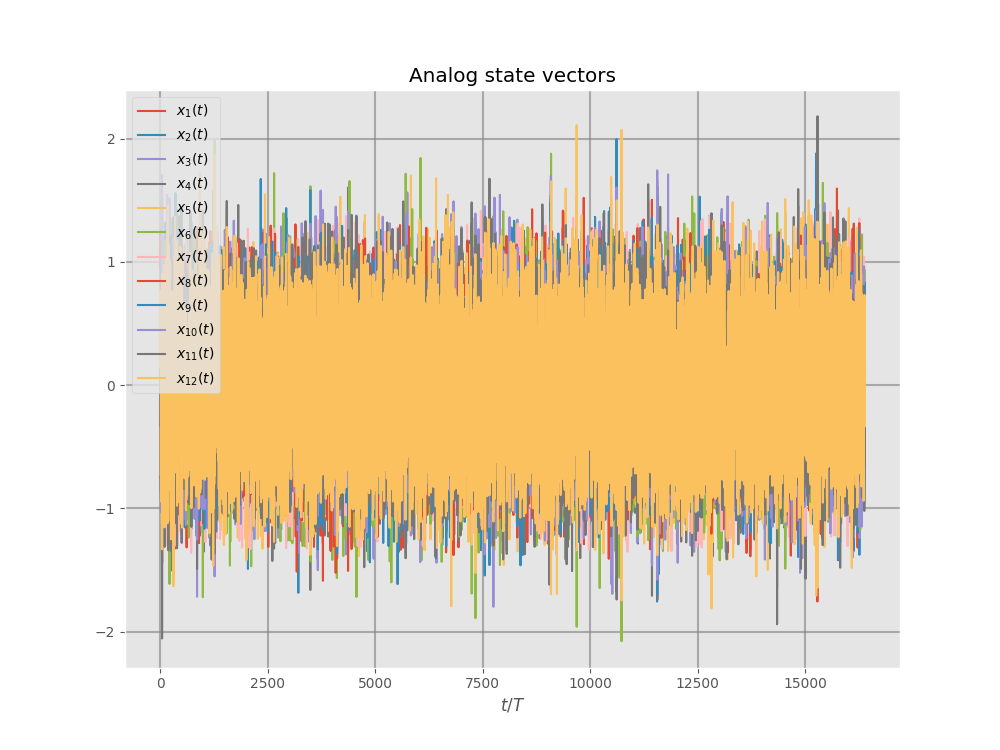 Analog state vectors
x₁(t)
x₂(t)
x₃(t)
x₄(t)
x₅(t)
x₆(t)
x₇(t)
x₈(t)
x₉(t)
x₁₀(t)
x₁₁(t)
x₁₂(t)
2
1
0
−1
−2
0 2500 5000 7500 10000 12500 15000
t/T